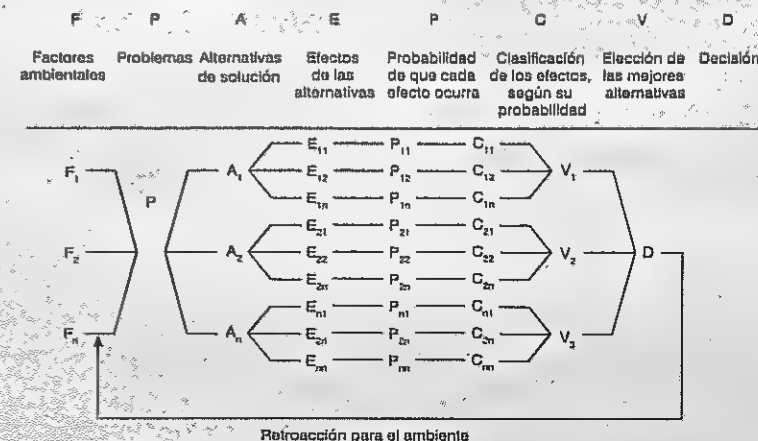 F P A E P C V D
Factores ambientales Problemas Alternativas de solución Efectos de las alternativas Probabilidad de que cada efecto ocurra Clasificación de los efectos, según su probabilidad Elección de las mejores alternativas Decisión
E11 P11 C11
F1 A1 E12 P12 C12 V1
P
E1n P1n C1n
E21 P21 C21
F2 A2 E22 P22 C22 V2 D
E2n P2n C2n
En1 Pn1 Cn1
Fn An E2n P2n C2n V3
Enn Pnn Cnn
Retroacción para el ambiente